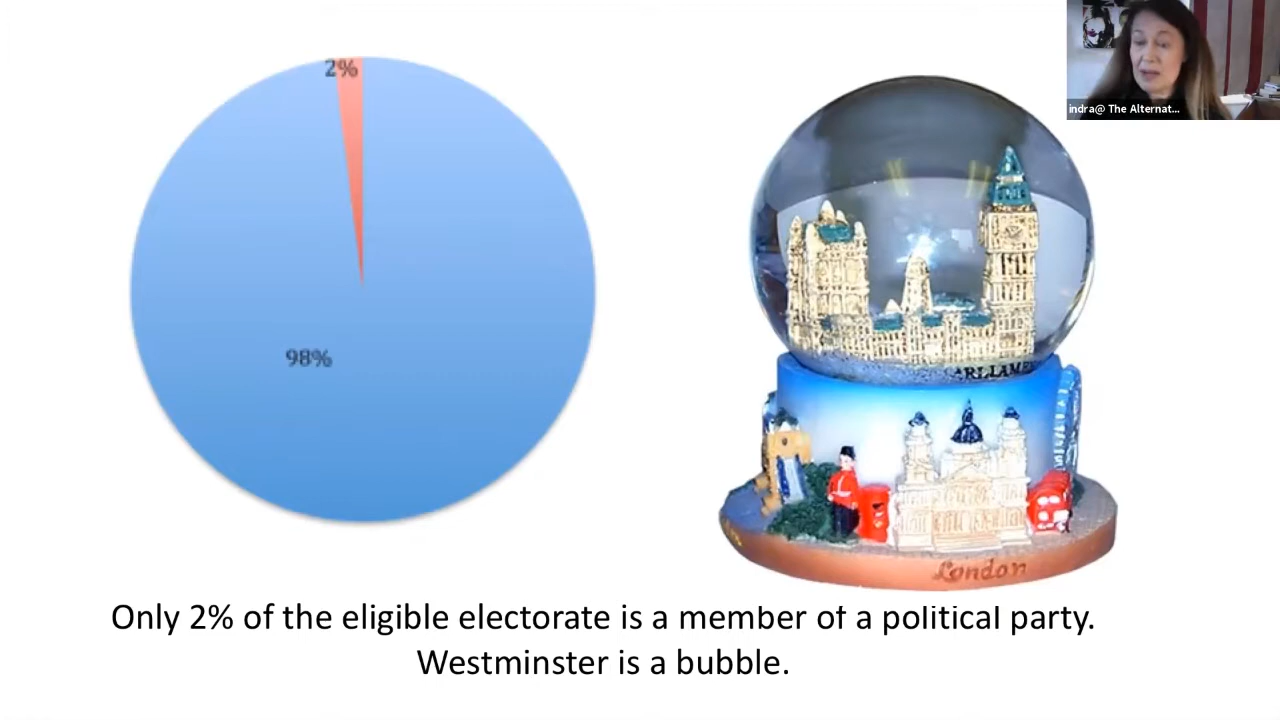 2%
98%
indra@ The Alternat...
London
Only 2% of the eligible electorate is a member of a political party.
Westminster is a bubble.